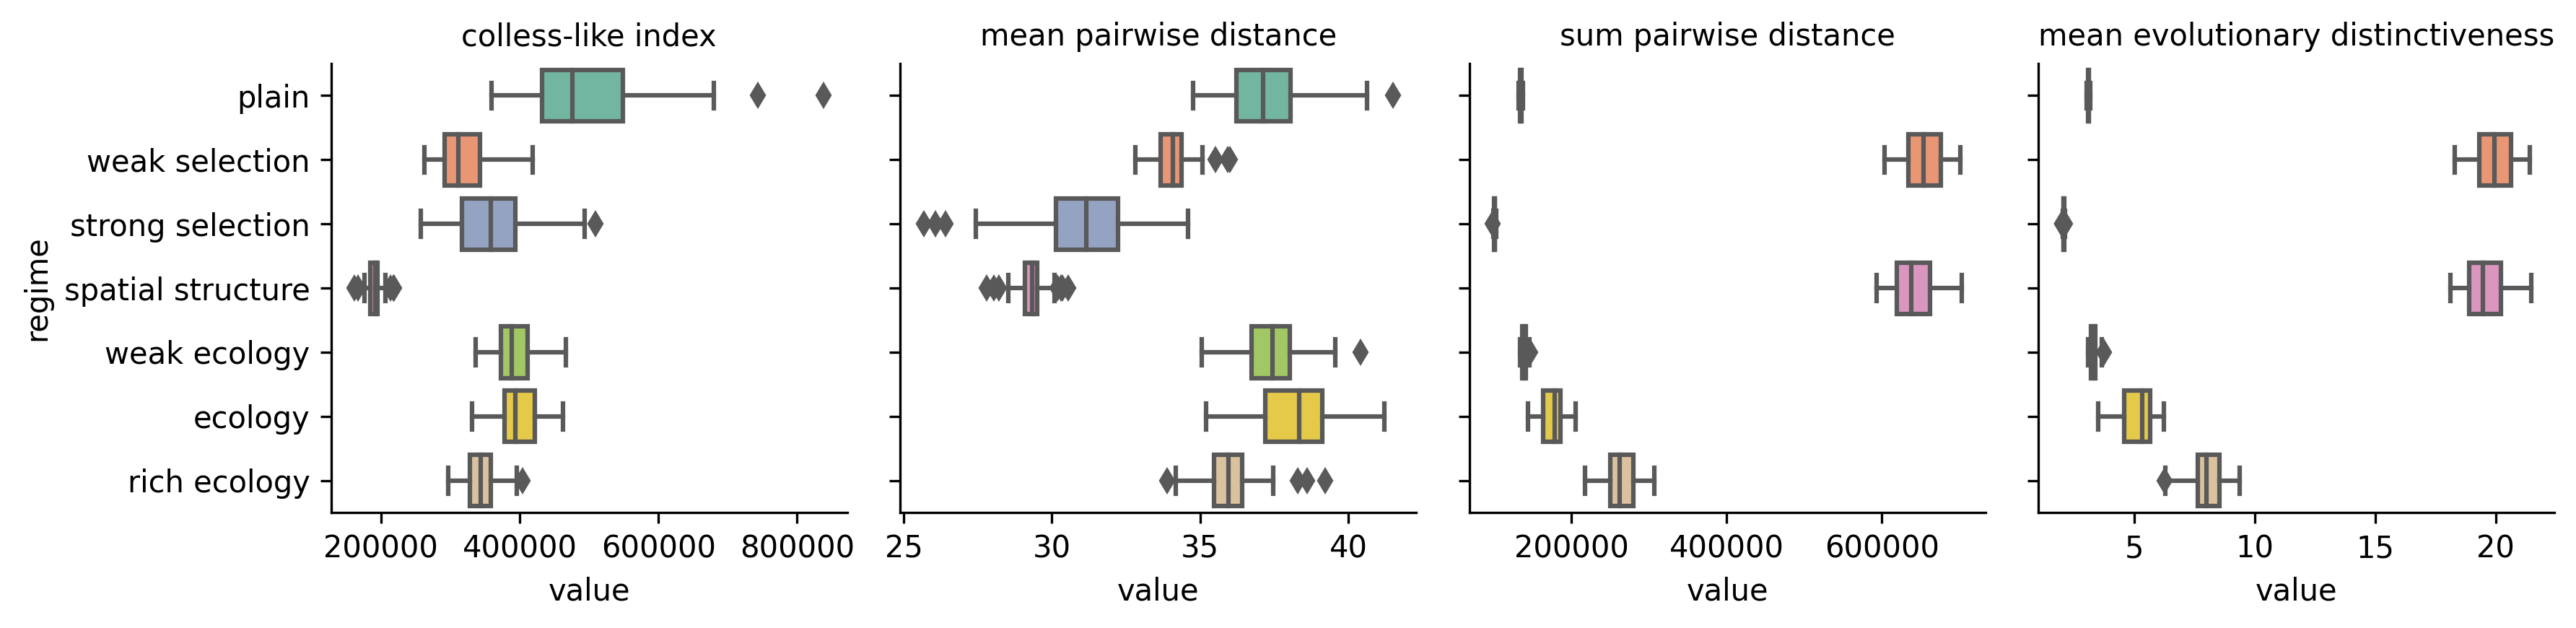 colless-like index
mean pairwise distance
sum pairwise distance
mean evolutionary distinctiveness
regime
plain
weak selection
strong selection
spatial structure
weak ecology
ecology
rich ecology
200000 400000 600000 800000
25 30 35 40
200000 400000 600000
5 10 15 20
value
value
value
value